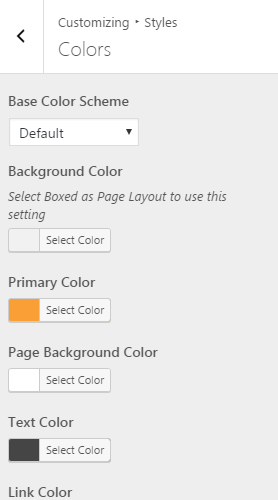 Customizing ‣ Styles
Colors
Base Color Scheme
Default
Background Color
Select Boxed as Page Layout to use this
setting
Select Color
Primary Color
Select Color
Page Background Color
Select Color
Text Color
Select Color
Link Color